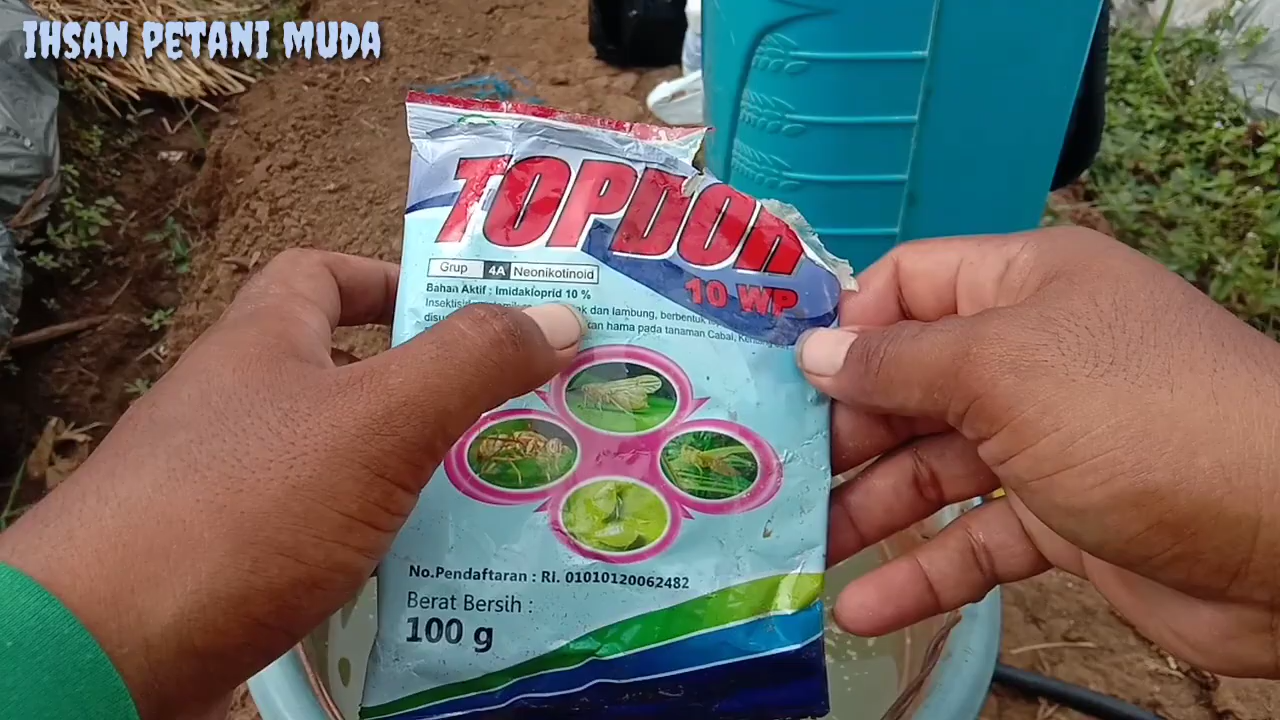 IHSAN PETANI MUDA
TOPDOR
10 WP
Grup 4A Neonikotinoid
Bahan Aktif : Imidakloprid 10 %
dan lambung, berbentuk
hama pada tanaman Cabai,
No.Pendaftaran : RI. 01010120062482
Berat Bersih :
100 g